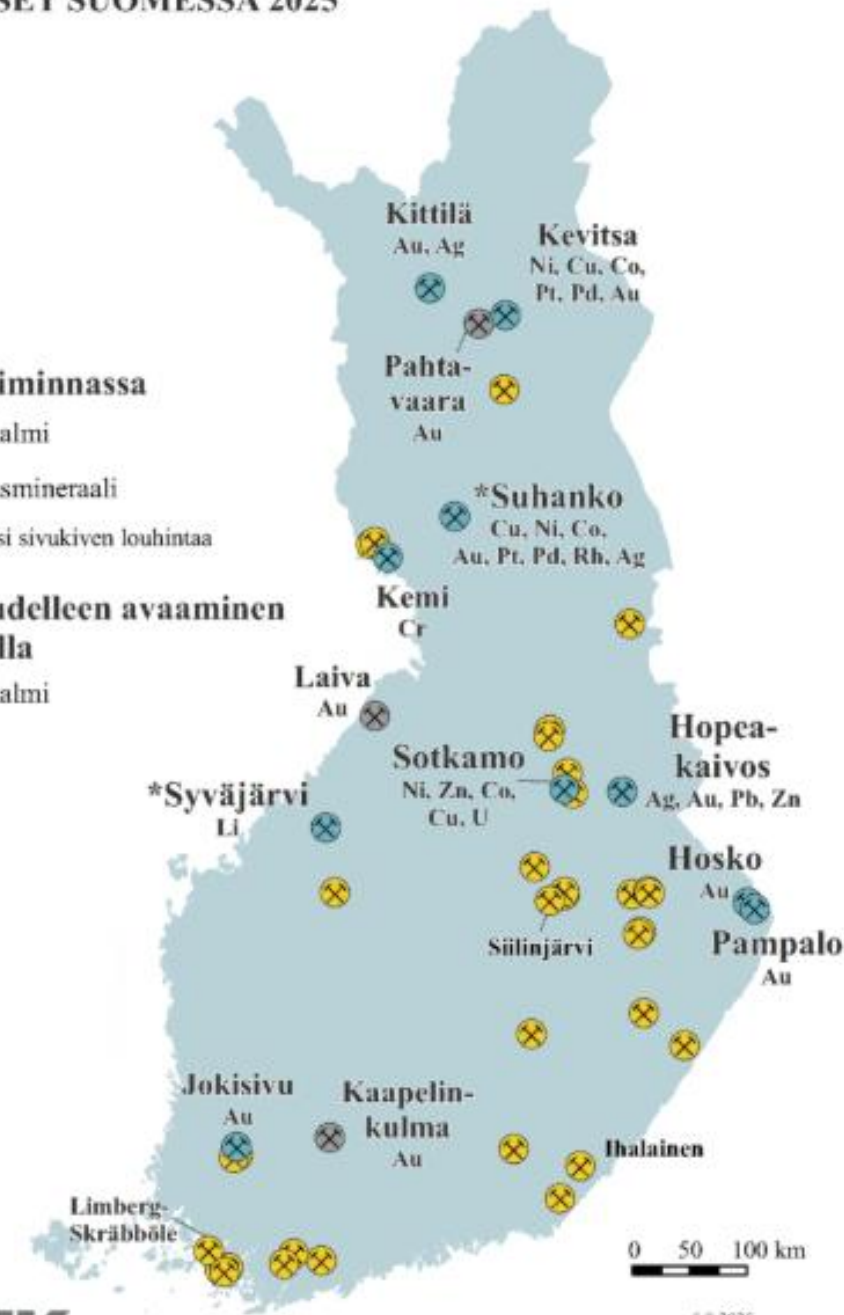 SET SUOMESSA 2025
Kittilä
Au, Ag
Kevitsa
Ni, Cu, Co,
Pt, Pd, Au
Pahta-
vaara
Au
iminnassa
almi
smineraali
si sivukiven louhintaa
*Suhanko
Cu, Ni, Co,
Au, Pt, Pd, Rh, Ag
Kemi
Cr
delleen avaaminen
lla
almi
Laiva
Au
Sotkamo
Ni, Zn, Co,
Cu, U
Hopea-
kaivos
Ag, Au, Pb, Zn
*Syväjärvi
Li
Hosko
Au
Siilinjärvi
Pampalo
Au
Jokisivu
Au
Kaapelin-
kulma
Au
Ihalainen
Limberg-
Skräbböle
0 50 100 km